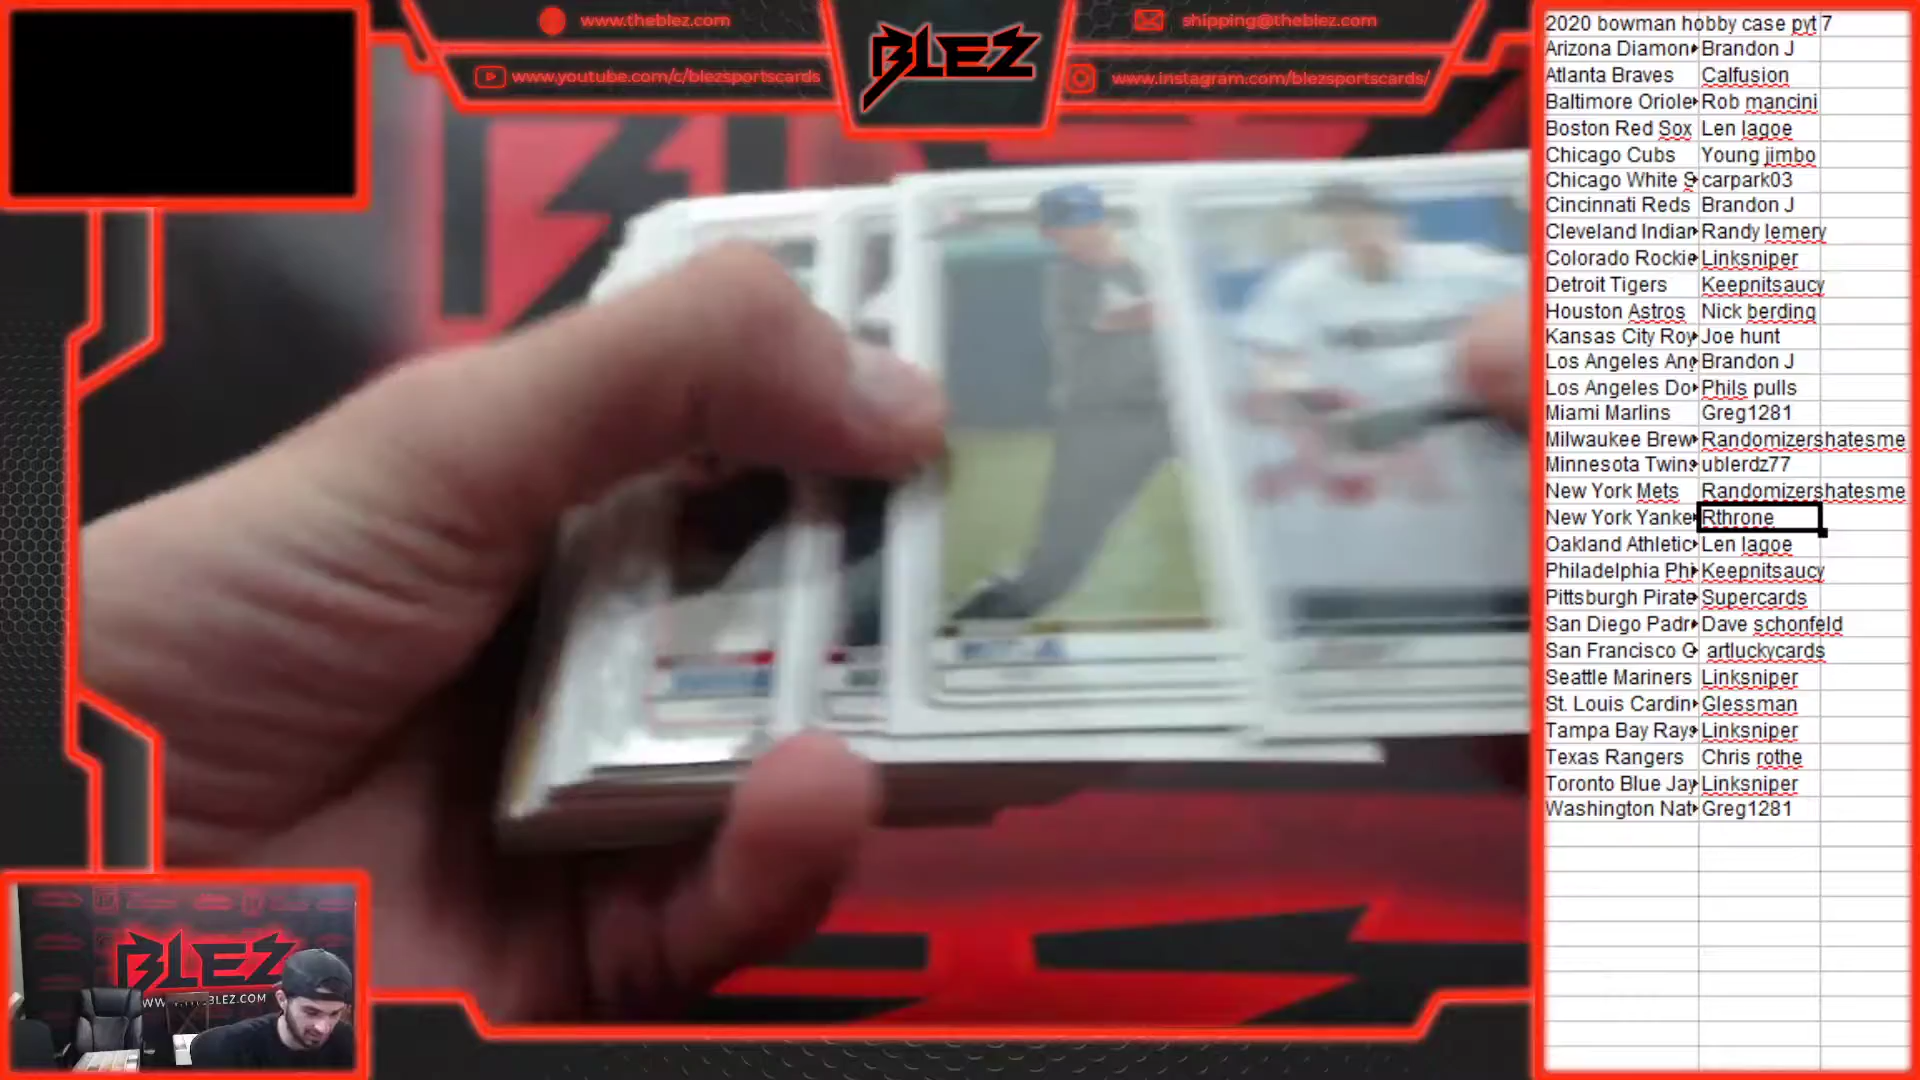 www.theblez.com
shipping@theblez.com
www.youtube.com/c/blezsportscards
www.instagram.com/blezsportscards/
BLEZ
2020 bowman hobby case pyt 7
Arizona Diamon Brandon J
Atlanta Braves Calfusion
Baltimore Oriole Rob mancini
Boston Red Sox Len lagoe
Chicago Cubs Young jimbo
Chicago White S carpark03
Cincinnati Reds Brandon J
Cleveland Indian Randy lemery
Colorado Rockie Linksniper
Detroit Tigers Keepnitsaucy
Houston Astros Nick berding
Kansas City Roy Joe hunt
Los Angeles Ang Brandon J
Los Angeles Do Phils pulls
Miami Marlins Greg1281
Milwaukee Brew Randomizershatesme
Minnesota Twins ublerdz77
New York Mets Randomizershatesme
New York Yanke Rthrone
Oakland Athletic Len lagoe
Philadelphia Phi Keepnitsaucy
Pittsburgh Pirate Supercards
San Diego Padr Dave schonfeld
San Francisco G artluckycards
Seattle Mariners Linksniper
St. Louis Cardin Glessman
Tampa Bay Rays Linksniper
Texas Rangers Chris rothe
Toronto Blue Jay Linksniper
Washington Nat Greg1281
BLEZ